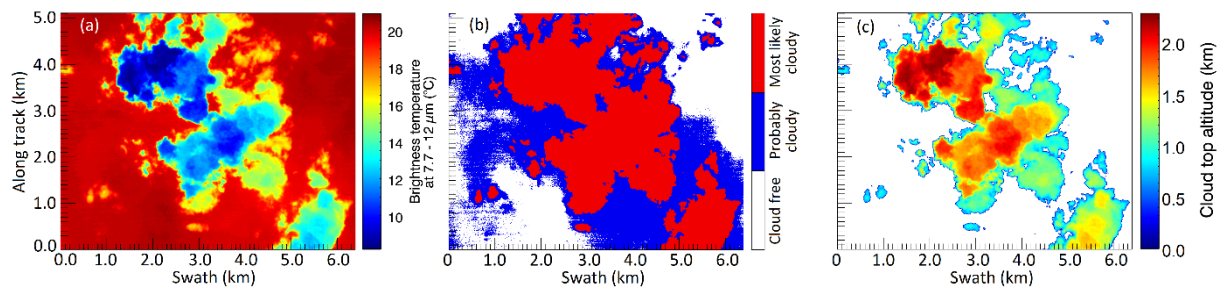 (a)
5.0
4.0
3.0
2.0
1.0
0.0
Along track (km)
0.0 1.0 2.0 3.0 4.0 5.0 6.0
Swath (km)
20
18
16
14
12
10
Brightness temperature
at 7.7 - 12 μm (°C)
(b)
0.0 1.0 2.0 3.0 4.0 5.0 6.0
Swath (km)
Most likely
cloudy
Probably
cloudy
Cloud free
(c)
0.0 1.0 2.0 3.0 4.0 5.0 6.0
Swath (km)
2.0
1.5
1.0
0.5
0.0
Cloud top altitude (km)